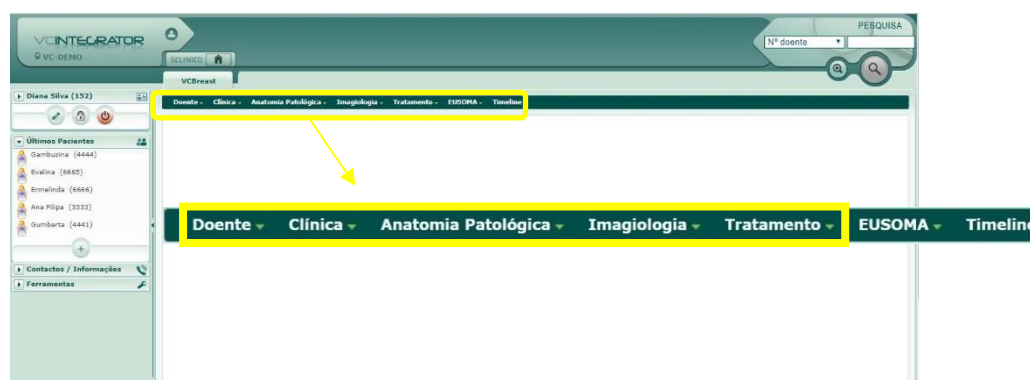 VCINTEGRATOR
VC-DEMO
SCLINICO
PESQUISA
Nº doente
VCBreast
Diana Silva (152)
Doente Clínica Anatomia Patológica Imagiologia Tratamento EUSOMA Timeline
Últimos Pacientes
Gambuzina (4444)
Evelina (6665)
Ermelinda (6666)
Ana Filipa (3333)
Gumberta (4441)
Contactos / Informações
Ferramentas
Doente Clínica Anatomia Patológica Imagiologia Tratamento EUSOMA Timeline